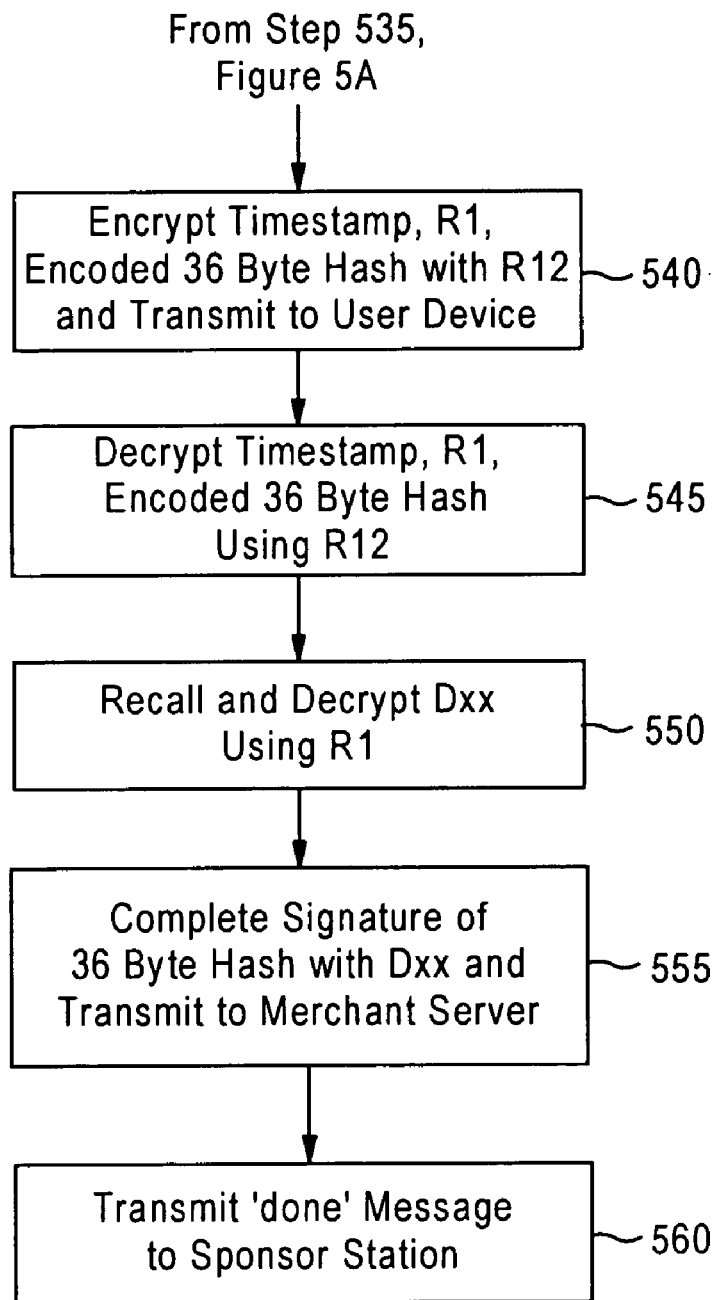 From Step 535,
Figure 5A
Encrypt Timestamp, R1,
Encoded 36 Byte Hash with R12
and Transmit to User Device
540
Decrypt Timestamp, R1,
Encoded 36 Byte Hash
Using R12
545
Recall and Decrypt Dxx
Using R1
550
Complete Signature of
36 Byte Hash with Dxx and
Transmit to Merchant Server
555
Transmit 'done' Message
to Sponsor Station
560